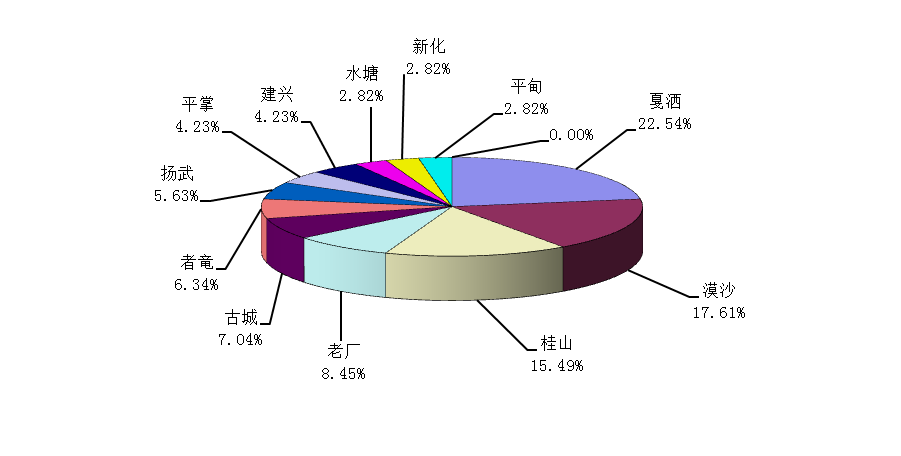 新化
2.82%
水塘
2.82%
平甸
2.82%
建兴
4.23%
戛洒
22.54%
平掌
4.23%
0.00%
扬武
5.63%
者竜
6.34%
漠沙
17.61%
古城
7.04%
桂山
15.49%
老厂
8.45%